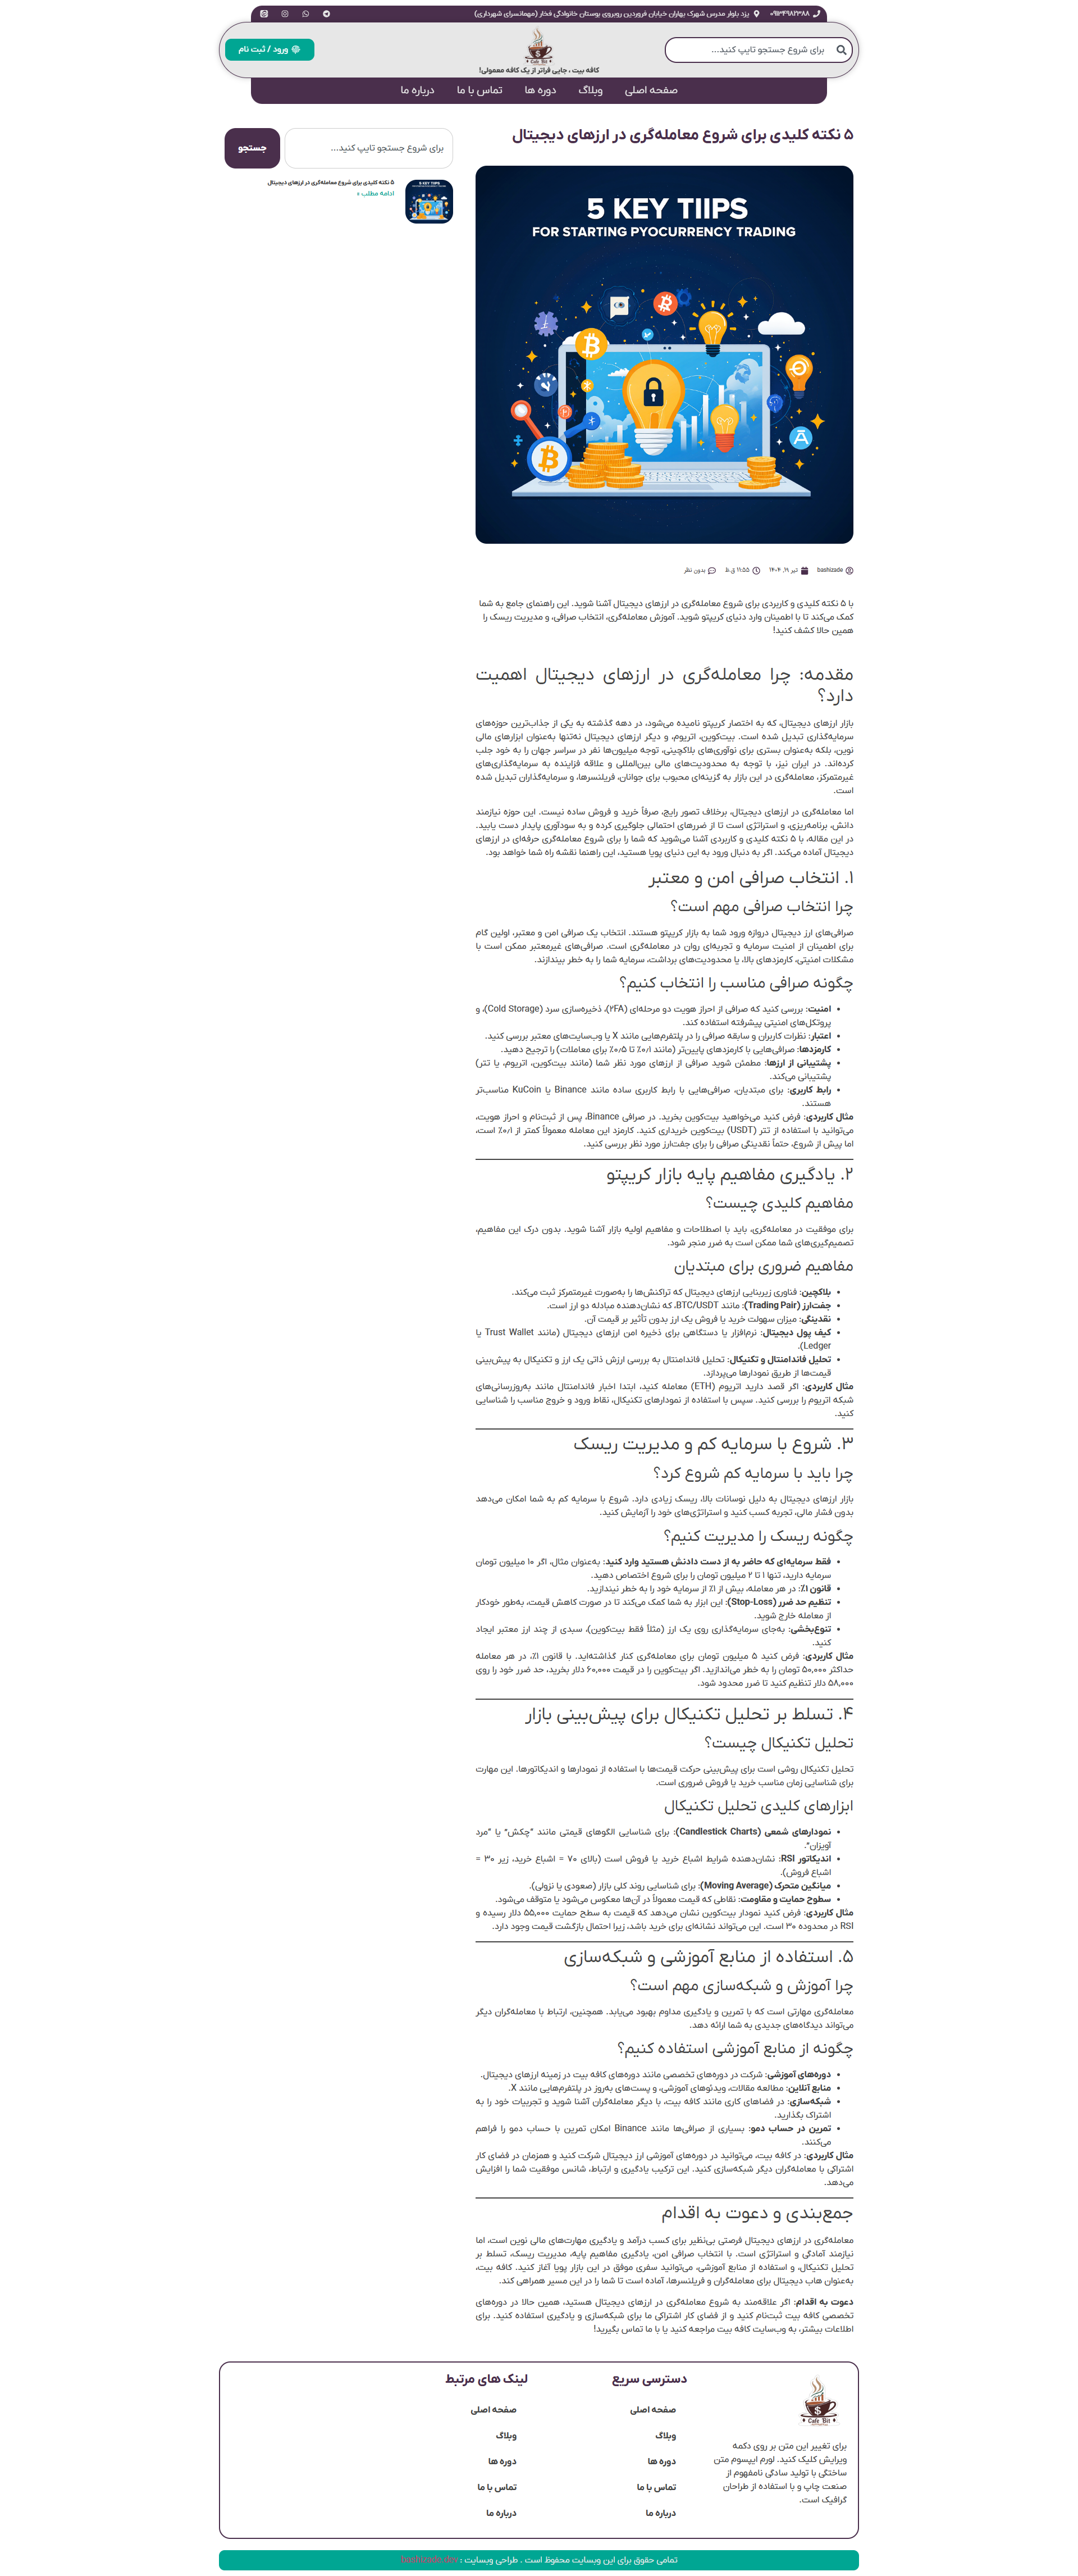 ۰۹۱۳۴۹۸۲۳۸۸
یزد بلوار مدرس شهرک بهاران خیابان فروردین روبروی بوستان خانوادگی فخار (مهمانسرای شهرداری)
برای شروع جستجو تایپ کنید...
Cafe Bit
کافه بیت ، جایی فراتر از یک کافه معمولی!
ورود / ثبت نام
صفحه اصلی
وبلاگ
دوره ها
تماس با ما
درباره ما
۵ نکته کلیدی برای شروع معامله‌گری در ارزهای دیجیتال
5 KEY TIIPS
FOR STARTING PYOCURRENCY TRADING
bashizade
تیر ۱۹, ۱۴۰۴
۱۱:۵۵ ق.ظ
بدون نظر
با ۵ نکته کلیدی و کاربردی برای شروع معامله‌گری در ارزهای دیجیتال آشنا شوید. این راهنمای جامع به شما
کمک می‌کند تا با اطمینان وارد دنیای کریپتو شوید. آموزش معامله‌گری، انتخاب صرافی، و مدیریت ریسک را
همین حالا کشف کنید!
مقدمه: چرا معامله‌گری در ارزهای دیجیتال اهمیت
دارد؟
بازار ارزهای دیجیتال، که به اختصار کریپتو نامیده می‌شود، در دهه گذشته به یکی از جذاب‌ترین حوزه‌های
سرمایه‌گذاری تبدیل شده است. بیت‌کوین، اتریوم، و دیگر ارزهای دیجیتال نه‌تنها به‌عنوان ابزارهای مالی
نوین، بلکه به‌عنوان بستری برای نوآوری‌های بلاکچینی، توجه میلیون‌ها نفر در سراسر جهان را به خود جلب
کرده‌اند. در ایران نیز، با توجه به محدودیت‌های مالی بین‌المللی و علاقه فزاینده به سرمایه‌گذاری‌های
غیرمتمرکز، معامله‌گری در این بازار به گزینه‌ای محبوب برای جوانان، فریلنسرها، و سرمایه‌گذاران تبدیل شده
است.
اما معامله‌گری در ارزهای دیجیتال، برخلاف تصور رایج، صرفاً خرید و فروش ساده نیست. این حوزه نیازمند
دانش، برنامه‌ریزی، و استراتژی است تا از ضررهای احتمالی جلوگیری کرده و به سودآوری پایدار دست یابید.
در این مقاله، با ۵ نکته کلیدی و کاربردی آشنا می‌شوید که شما را برای شروع معامله‌گری حرفه‌ای در ارزهای
دیجیتال آماده می‌کند. اگر به دنبال ورود به این دنیای پویا هستید، این راهنما نقشه راه شما خواهد بود.
۱. انتخاب صرافی امن و معتبر
چرا انتخاب صرافی مهم است؟
صرافی‌های ارز دیجیتال دروازه ورود شما به بازار کریپتو هستند. انتخاب یک صرافی امن و معتبر، اولین گام
برای اطمینان از امنیت سرمایه و تجربه‌ای روان در معامله‌گری است. صرافی‌های غیرمعتبر ممکن است با
مشکلات امنیتی، کارمزدهای بالا، یا محدودیت‌های برداشت، سرمایه شما را به خطر بیندازند.
چگونه صرافی مناسب را انتخاب کنیم؟
امنیت: بررسی کنید که صرافی از احراز هویت دو مرحله‌ای (۲FA)، ذخیره‌سازی سرد (Cold Storage)، و
پروتکل‌های امنیتی پیشرفته استفاده کند.
اعتبار: نظرات کاربران و سابقه صرافی را در پلتفرم‌هایی مانند X یا وب‌سایت‌های معتبر بررسی کنید.
کارمزدها: صرافی‌هایی با کارمزدهای پایین‌تر (مانند ۰/۱٪ تا ۰/۵٪ برای معاملات) را ترجیح دهید.
پشتیبانی از ارزها: مطمئن شوید صرافی از ارزهای مورد نظر شما (مانند بیت‌کوین، اتریوم، یا تتر)
پشتیبانی می‌کند.
رابط کاربری: برای مبتدیان، صرافی‌هایی با رابط کاربری ساده مانند Binance یا KuCoin مناسب‌تر
هستند.
مثال کاربردی: فرض کنید می‌خواهید بیت‌کوین بخرید. در صرافی Binance، پس از ثبت‌نام و احراز هویت،
می‌توانید با استفاده از تتر (USDT) بیت‌کوین خریداری کنید. کارمزد این معامله معمولاً کمتر از ۰/۱٪ است،
اما پیش از شروع، حتماً نقدینگی صرافی را برای جفت‌ارز مورد نظر بررسی کنید.
۲. یادگیری مفاهیم پایه بازار کریپتو
مفاهیم کلیدی چیست؟
برای موفقیت در معامله‌گری، باید با اصطلاحات و مفاهیم اولیه بازار آشنا شوید. بدون درک این مفاهیم،
تصمیم‌گیری‌های شما ممکن است به ضرر منجر شود.
مفاهیم ضروری برای مبتدیان
بلاکچین: فناوری زیربنایی ارزهای دیجیتال که تراکنش‌ها را به‌صورت غیرمتمرکز ثبت می‌کند.
جفت‌ارز (Trading Pair): مانند BTC/USDT، که نشان‌دهنده مبادله دو ارز است.
نقدینگی: میزان سهولت خرید یا فروش یک ارز بدون تأثیر بر قیمت آن.
کیف پول دیجیتال: نرم‌افزار یا دستگاهی برای ذخیره امن ارزهای دیجیتال (مانند Trust Wallet یا
Ledger).
تحلیل فاندامنتال و تکنیکال: تحلیل فاندامنتال به بررسی ارزش ذاتی یک ارز و تکنیکال به پیش‌بینی
قیمت‌ها از طریق نمودارها می‌پردازد.
مثال کاربردی: اگر قصد دارید اتریوم (ETH) معامله کنید، ابتدا اخبار فاندامنتال مانند به‌روزرسانی‌های
شبکه اتریوم را بررسی کنید. سپس با استفاده از نمودارهای تکنیکال، نقاط ورود و خروج مناسب را شناسایی
کنید.
۳. شروع با سرمایه کم و مدیریت ریسک
چرا باید با سرمایه کم شروع کرد؟
بازار ارزهای دیجیتال به دلیل نوسانات بالا، ریسک زیادی دارد. شروع با سرمایه کم به شما امکان می‌دهد
بدون فشار مالی، تجربه کسب کنید و استراتژی‌های خود را آزمایش کنید.
چگونه ریسک را مدیریت کنیم؟
فقط سرمایه‌ای که حاضر به از دست دادنش هستید وارد کنید: به‌عنوان مثال، اگر ۱۰ میلیون تومان
سرمایه دارید، تنها ۱ تا ۲ میلیون تومان را برای شروع اختصاص دهید.
قانون ۱٪: در هر معامله، بیش از ۱٪ از سرمایه خود را به خطر نیندازید.
تنظیم حد ضرر (Stop-Loss): این ابزار به شما کمک می‌کند تا در صورت کاهش قیمت، به‌طور خودکار
از معامله خارج شوید.
تنوع‌بخشی: به‌جای سرمایه‌گذاری روی یک ارز (مثلاً فقط بیت‌کوین)، سبدی از چند ارز معتبر ایجاد
کنید.
مثال کاربردی: فرض کنید ۵ میلیون تومان برای معامله‌گری کنار گذاشته‌اید. با قانون ۱٪، در هر معامله
حداکثر ۵۰,۰۰۰ تومان را به خطر می‌اندازید. اگر بیت‌کوین را در قیمت ۶۰,۰۰۰ دلار بخرید، حد ضرر خود را روی
۵۸,۰۰۰ دلار تنظیم کنید تا ضرر محدود شود.
۴. تسلط بر تحلیل تکنیکال برای پیش‌بینی بازار
تحلیل تکنیکال چیست؟
تحلیل تکنیکال روشی است برای پیش‌بینی حرکت قیمت‌ها با استفاده از نمودارها و اندیکاتورها. این مهارت
برای شناسایی زمان مناسب خرید یا فروش ضروری است.
ابزارهای کلیدی تحلیل تکنیکال
نمودارهای شمعی (Candlestick Charts): برای شناسایی الگوهای قیمتی مانند "چکش" یا "مرد
آویزان".
اندیکاتور RSI: نشان‌دهنده شرایط اشباع خرید یا فروش است (بالای ۷۰ = اشباع خرید، زیر ۳۰ =
اشباع فروش).
میانگین متحرک (Moving Average): برای شناسایی روند کلی بازار (صعودی یا نزولی).
سطوح حمایت و مقاومت: نقاطی که قیمت معمولاً در آن‌ها معکوس می‌شود یا متوقف می‌شود.
مثال کاربردی: فرض کنید نمودار بیت‌کوین نشان می‌دهد که قیمت به سطح حمایت ۵۵,۰۰۰ دلار رسیده و
RSI در محدوده ۳۰ است. این می‌تواند نشانه‌ای برای خرید باشد، زیرا احتمال بازگشت قیمت وجود دارد.
۵. استفاده از منابع آموزشی و شبکه‌سازی
چرا آموزش و شبکه‌سازی مهم است؟
معامله‌گری مهارتی است که با تمرین و یادگیری مداوم بهبود می‌یابد. همچنین، ارتباط با معامله‌گران دیگر
می‌تواند دیدگاه‌های جدیدی به شما ارائه دهد.
چگونه از منابع آموزشی استفاده کنیم؟
دوره‌های آموزشی: شرکت در دوره‌های تخصصی مانند دوره‌های کافه بیت در زمینه ارزهای دیجیتال.
منابع آنلاین: مطالعه مقالات، ویدئوهای آموزشی، و پست‌های به‌روز در پلتفرم‌هایی مانند X.
شبکه‌سازی: در فضاهای کاری مانند کافه بیت، با دیگر معامله‌گران آشنا شوید و تجربیات خود را به
اشتراک بگذارید.
تمرین در حساب دمو: بسیاری از صرافی‌ها مانند Binance امکان تمرین با حساب دمو را فراهم
می‌کنند.
مثال کاربردی: در کافه بیت، می‌توانید در دوره‌های آموزشی ارز دیجیتال شرکت کنید و همزمان در فضای کار
اشتراکی با معامله‌گران دیگر شبکه‌سازی کنید. این ترکیب یادگیری و ارتباط، شانس موفقیت شما را افزایش
می‌دهد.
جمع‌بندی و دعوت به اقدام
معامله‌گری در ارزهای دیجیتال فرصتی بی‌نظیر برای کسب درآمد و یادگیری مهارت‌های مالی نوین است، اما
نیازمند آمادگی و استراتژی است. با انتخاب صرافی امن، یادگیری مفاهیم پایه، مدیریت ریسک، تسلط بر
تحلیل تکنیکال، و استفاده از منابع آموزشی، می‌توانید سفری موفق در این بازار پویا آغاز کنید. کافه بیت،
به‌عنوان هاب دیجیتال برای معامله‌گران و فریلنسرها، آماده است تا شما را در این مسیر همراهی کند.
دعوت به اقدام: اگر علاقه‌مند به شروع معامله‌گری در ارزهای دیجیتال هستید، همین حالا در دوره‌های
تخصصی کافه بیت ثبت‌نام کنید و از فضای کار اشتراکی ما برای شبکه‌سازی و یادگیری استفاده کنید. برای
اطلاعات بیشتر، به وب‌سایت کافه بیت مراجعه کنید یا با ما تماس بگیرید!
برای شروع جستجو تایپ کنید...
جستجو
۵ نکته کلیدی برای شروع معامله‌گری در ارزهای دیجیتال
ادامه مطلب »
Cafe Bit
برای تغییر این متن بر روی دکمه
ویرایش کلیک کنید. لورم ایپسوم متن
ساختگی با تولید سادگی نامفهوم از
صنعت چاپ و با استفاده از طراحان
گرافیک است.
دسترسی سریع
صفحه اصلی
وبلاگ
دوره ها
تماس با ما
درباره ما
لینک های مرتبط
صفحه اصلی
وبلاگ
دوره ها
تماس با ما
درباره ما
تمامی حقوق برای این وبسایت محفوظ است . طراحی وبسایت :